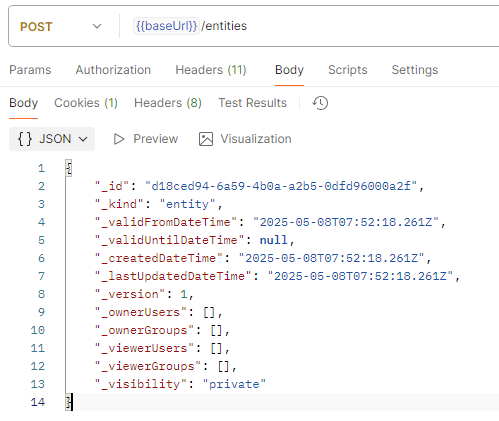 POST {{baseUrl}} /entities
Params Authorization Headers (11) Body Scripts Settings
Body Cookies (1) Headers (8) Test Results
{} JSON Preview Visualization
1 {
2 "_id": "d18ced94-6a59-4b0a-a2b5-0dfd96000a2f",
3 "_kind": "entity",
4 "_validFromDateTime": "2025-05-08T07:52:18.261Z",
5 "_validUntilDateTime": null,
6 "_createdDateTime": "2025-05-08T07:52:18.261Z",
7 "_lastUpdatedDateTime": "2025-05-08T07:52:18.261Z",
8 "_version": 1,
9 "_ownerUsers": [],
10 "_ownerGroups": [],
11 "_viewerUsers": [],
12 "_viewerGroups": [],
13 "_visibility": "private"
14 }